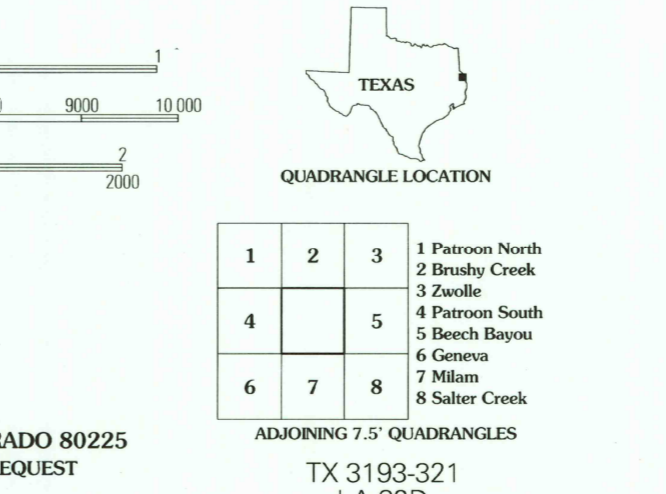 1
9000 10 000
2
2000
TEXAS
QUADRANGLE LOCATION
1 2 3
4 5
6 7 8
1 Patroon North
2 Brushy Creek
3 Zwolle
4 Patroon South
5 Beech Bayou
6 Geneva
7 Milam
8 Salter Creek
ADJOINING 7.5' QUADRANGLES
RADO 80225
EQUEST
TX 3193-321